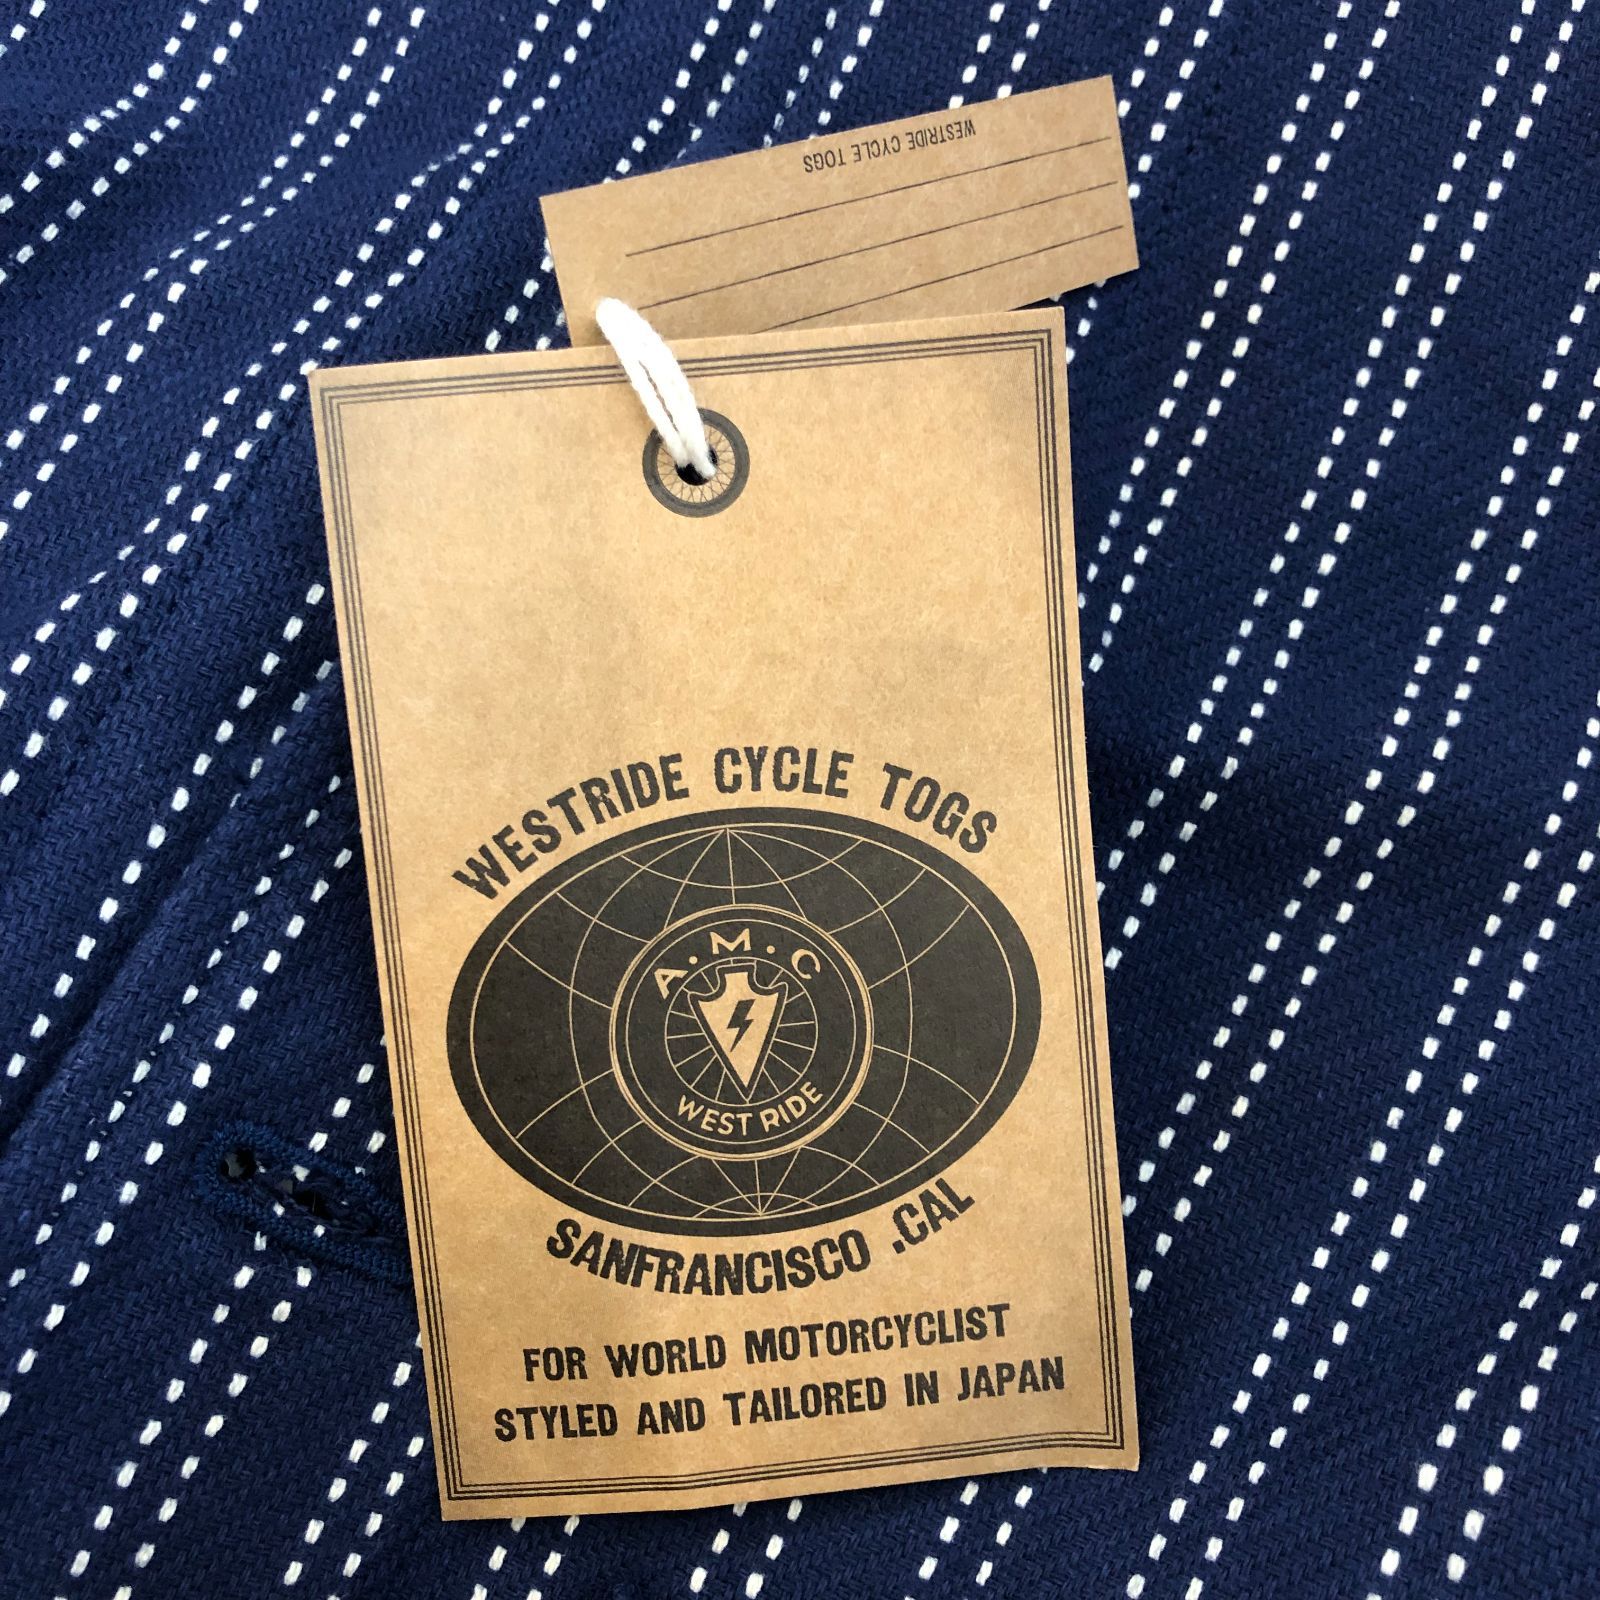 WESTRIDE CYCLE TOGS
WESTRIDE CYCLE TOGS
A.M.C
WEST RIDE
SANFRANCISCO .CAL
FOR WORLD MOTORCYCLIST
STYLED AND TAILORED IN JAPAN